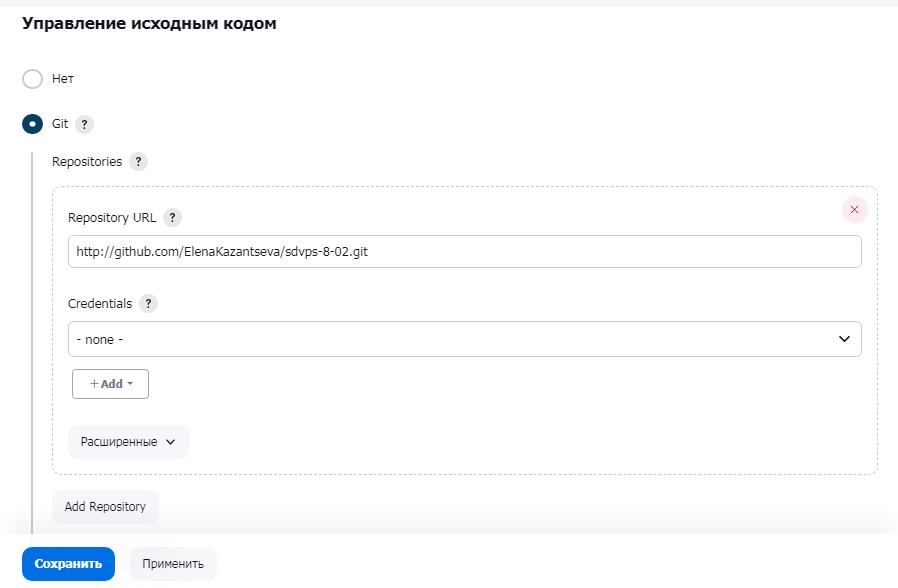 Управление исходным кодом
Нет
Git ?
Repositories ?
Repository URL ?
http://github.com/ElenaKazantseva/sdvps-8-02.git
Credentials ?
- none -
+ Add
Расширенные
Add Repository
Сохранить Применить